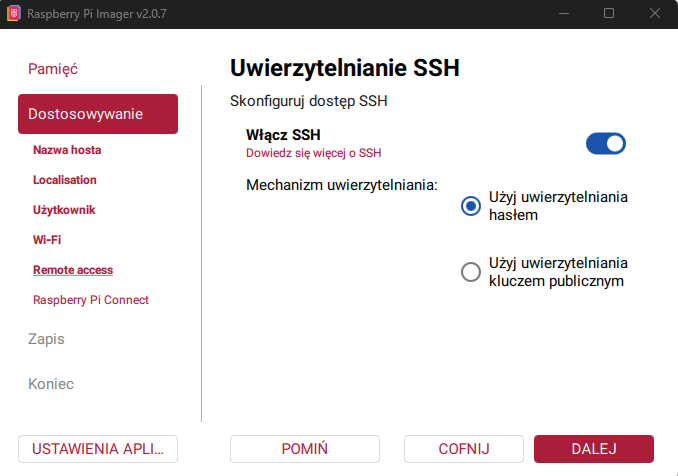 Raspberry Pi Imager v2.0.7
Pamięć
Dostosowywanie
Nazwa hosta
Localisation
Użytkownik
Wi-Fi
Remote access
Raspberry Pi Connect
Zapis
Koniec
USTAWIENIA APLI...
Uwierzytelnianie SSH
Skonfiguruj dostęp SSH
Włącz SSH
Dowiedz się więcej o SSH
Mechanizm uwierzytelniania:
Użyj uwierzytelniania
hasłem
Użyj uwierzytelniania
kluczem publicznym
POMIŃ
COFNIJ
DALEJ